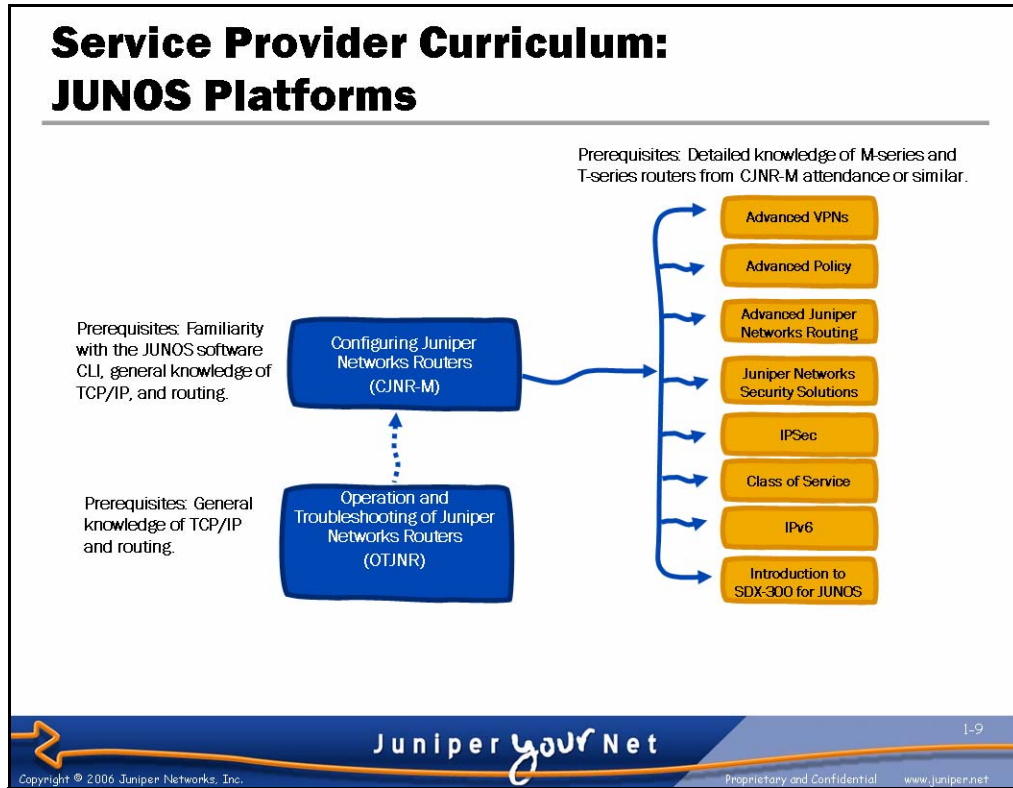 Service Provider Curriculum:
JUNOS Platforms
Prerequisites: Detailed knowledge of M-series and
T-series routers from CJNR-M attendance or similar.
Advanced VPNs
Advanced Policy
Advanced Juniper
Networks Routing
Juniper Networks
Security Solutions
IPSec
Class of Service
IPv6
Introduction to
SDX-300 for JUNOS
Prerequisites: Familiarity
with the JUNOS software
CLI, general knowledge of
TCP/IP, and routing.
Configuring Juniper
Networks Routers
(CJNR-M)
Prerequisites: General
knowledge of TCP/IP
and routing.
Operation and
Troubleshooting of Juniper
Networks Routers
(OTJNR)
Juniper your Net
1-9
Copyright © 2006 Juniper Networks, Inc.
Proprietary and Confidential
www.juniper.net